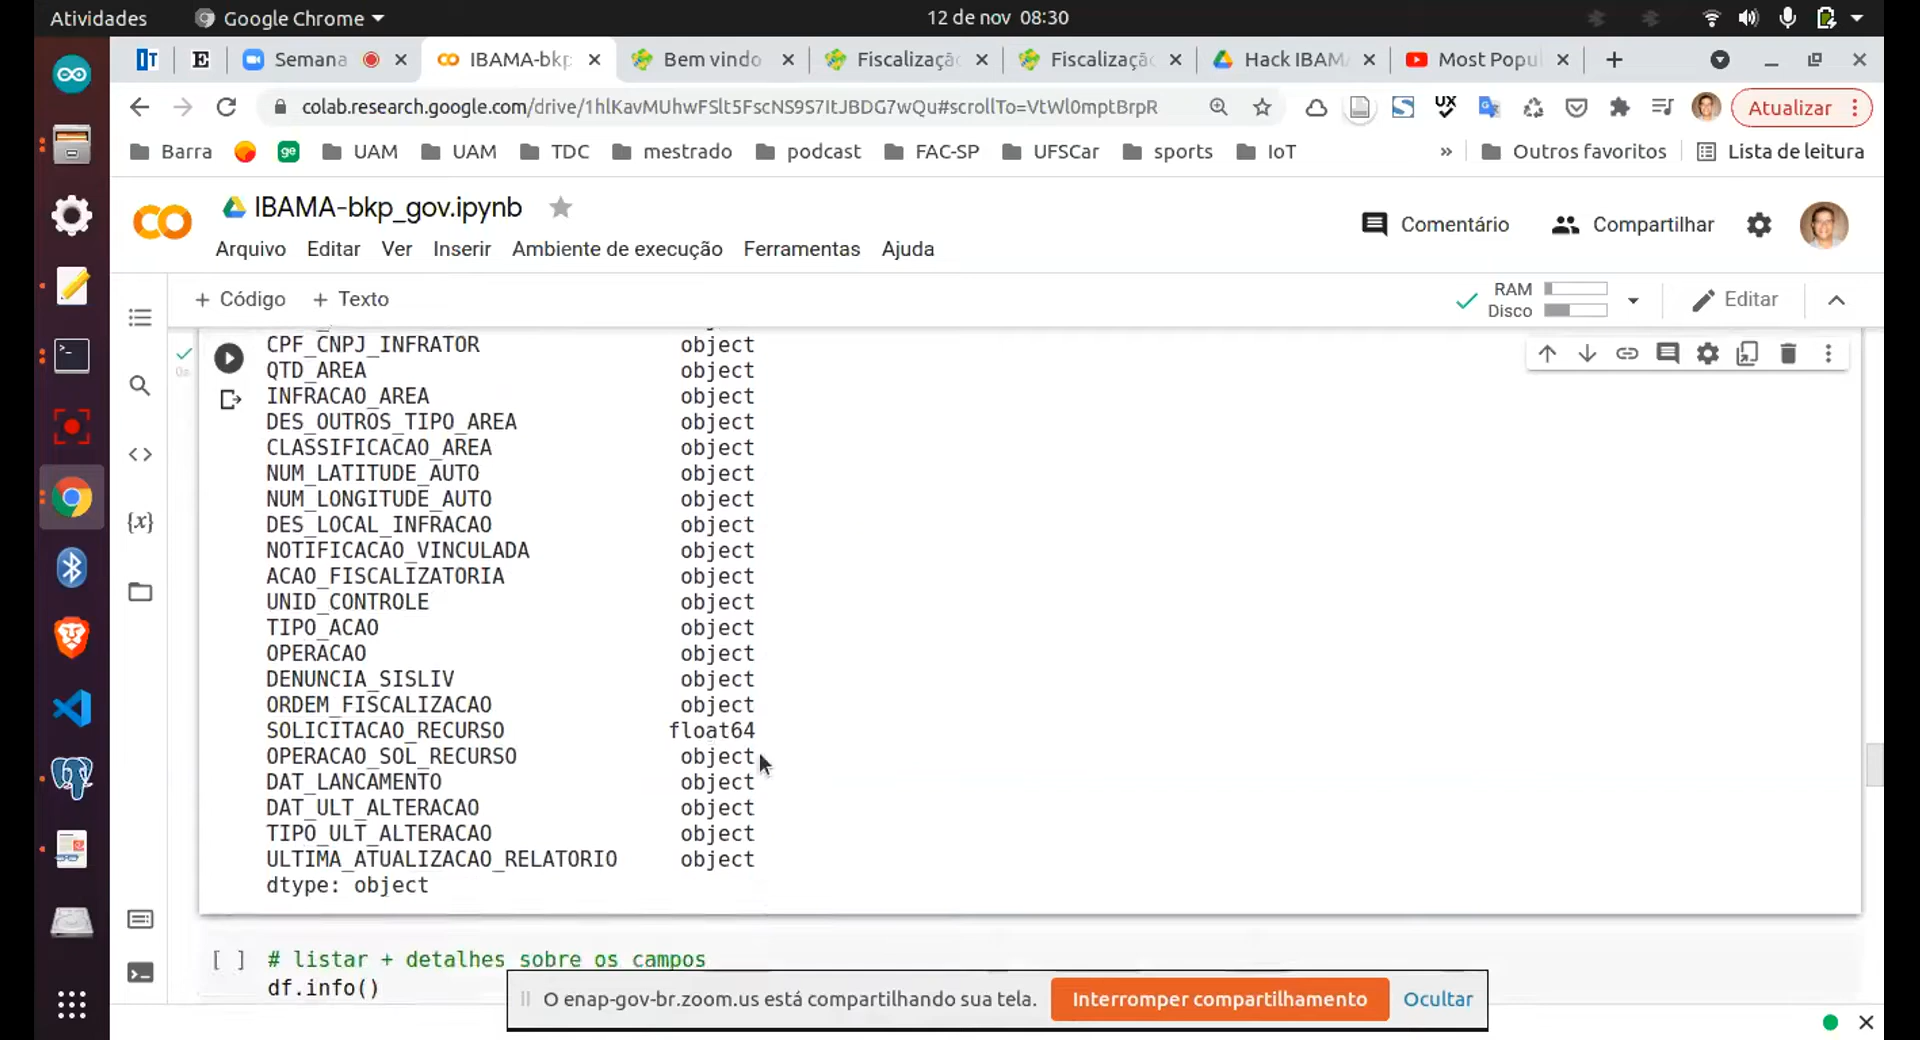 Atividades
Google Chrome
12 de nov 08:30
IT
E
Semana
IBAMA-bkp
Bem vindo
Fiscalizaçã
Fiscalizaçã
Hack IBAM
Most Popul
colab.research.google.com/drive/1hlKavMUhwFSlt5FscNS9S7ItJBDG7wQu#scrollTo=VtWl0mptBrpR
UX
Atualizar
Barra
ge
UAM
UAM
TDC
mestrado
podcast
FAC-SP
UFSCar
sports
IoT
»
Outros favoritos
Lista de leitura
CO
IBAMA-bkp_gov.ipynb
Comentário
Compartilhar
Arquivo
Editar
Ver
Inserir
Ambiente de execução
Ferramentas
Ajuda
+ Código
+ Texto
RAM
Disco
Editar
CPF_CNPJ_INFRATOR object
QTD_AREA object
INFRACAO_AREA object
DES_OUTROS_TIPO_AREA object
CLASSIFICACAO_AREA object
NUM_LATITUDE_AUTO object
NUM_LONGITUDE_AUTO object
DES_LOCAL_INFRACAO object
NOTIFICACAO_VINCULADA object
ACAO_FISCALIZATORIA object
UNID_CONTROLE object
TIPO_ACAO object
OPERACAO object
DENUNCIA_SISLIV object
ORDEM_FISCALIZACAO object
SOLICITACAO_RECURSO float64
OPERACAO_SOL_RECURSO object
DAT_LANCAMENTO object
DAT_ULT_ALTERACAO object
TIPO_ULT_ALTERACAO object
ULTIMA_ATUALIZACAO_RELATORIO object
dtype: object
[ ] # listar + detalhes sobre os campos
df.info()
O enap-gov-br.zoom.us está compartilhando sua tela.
Interromper compartilhamento
Ocultar